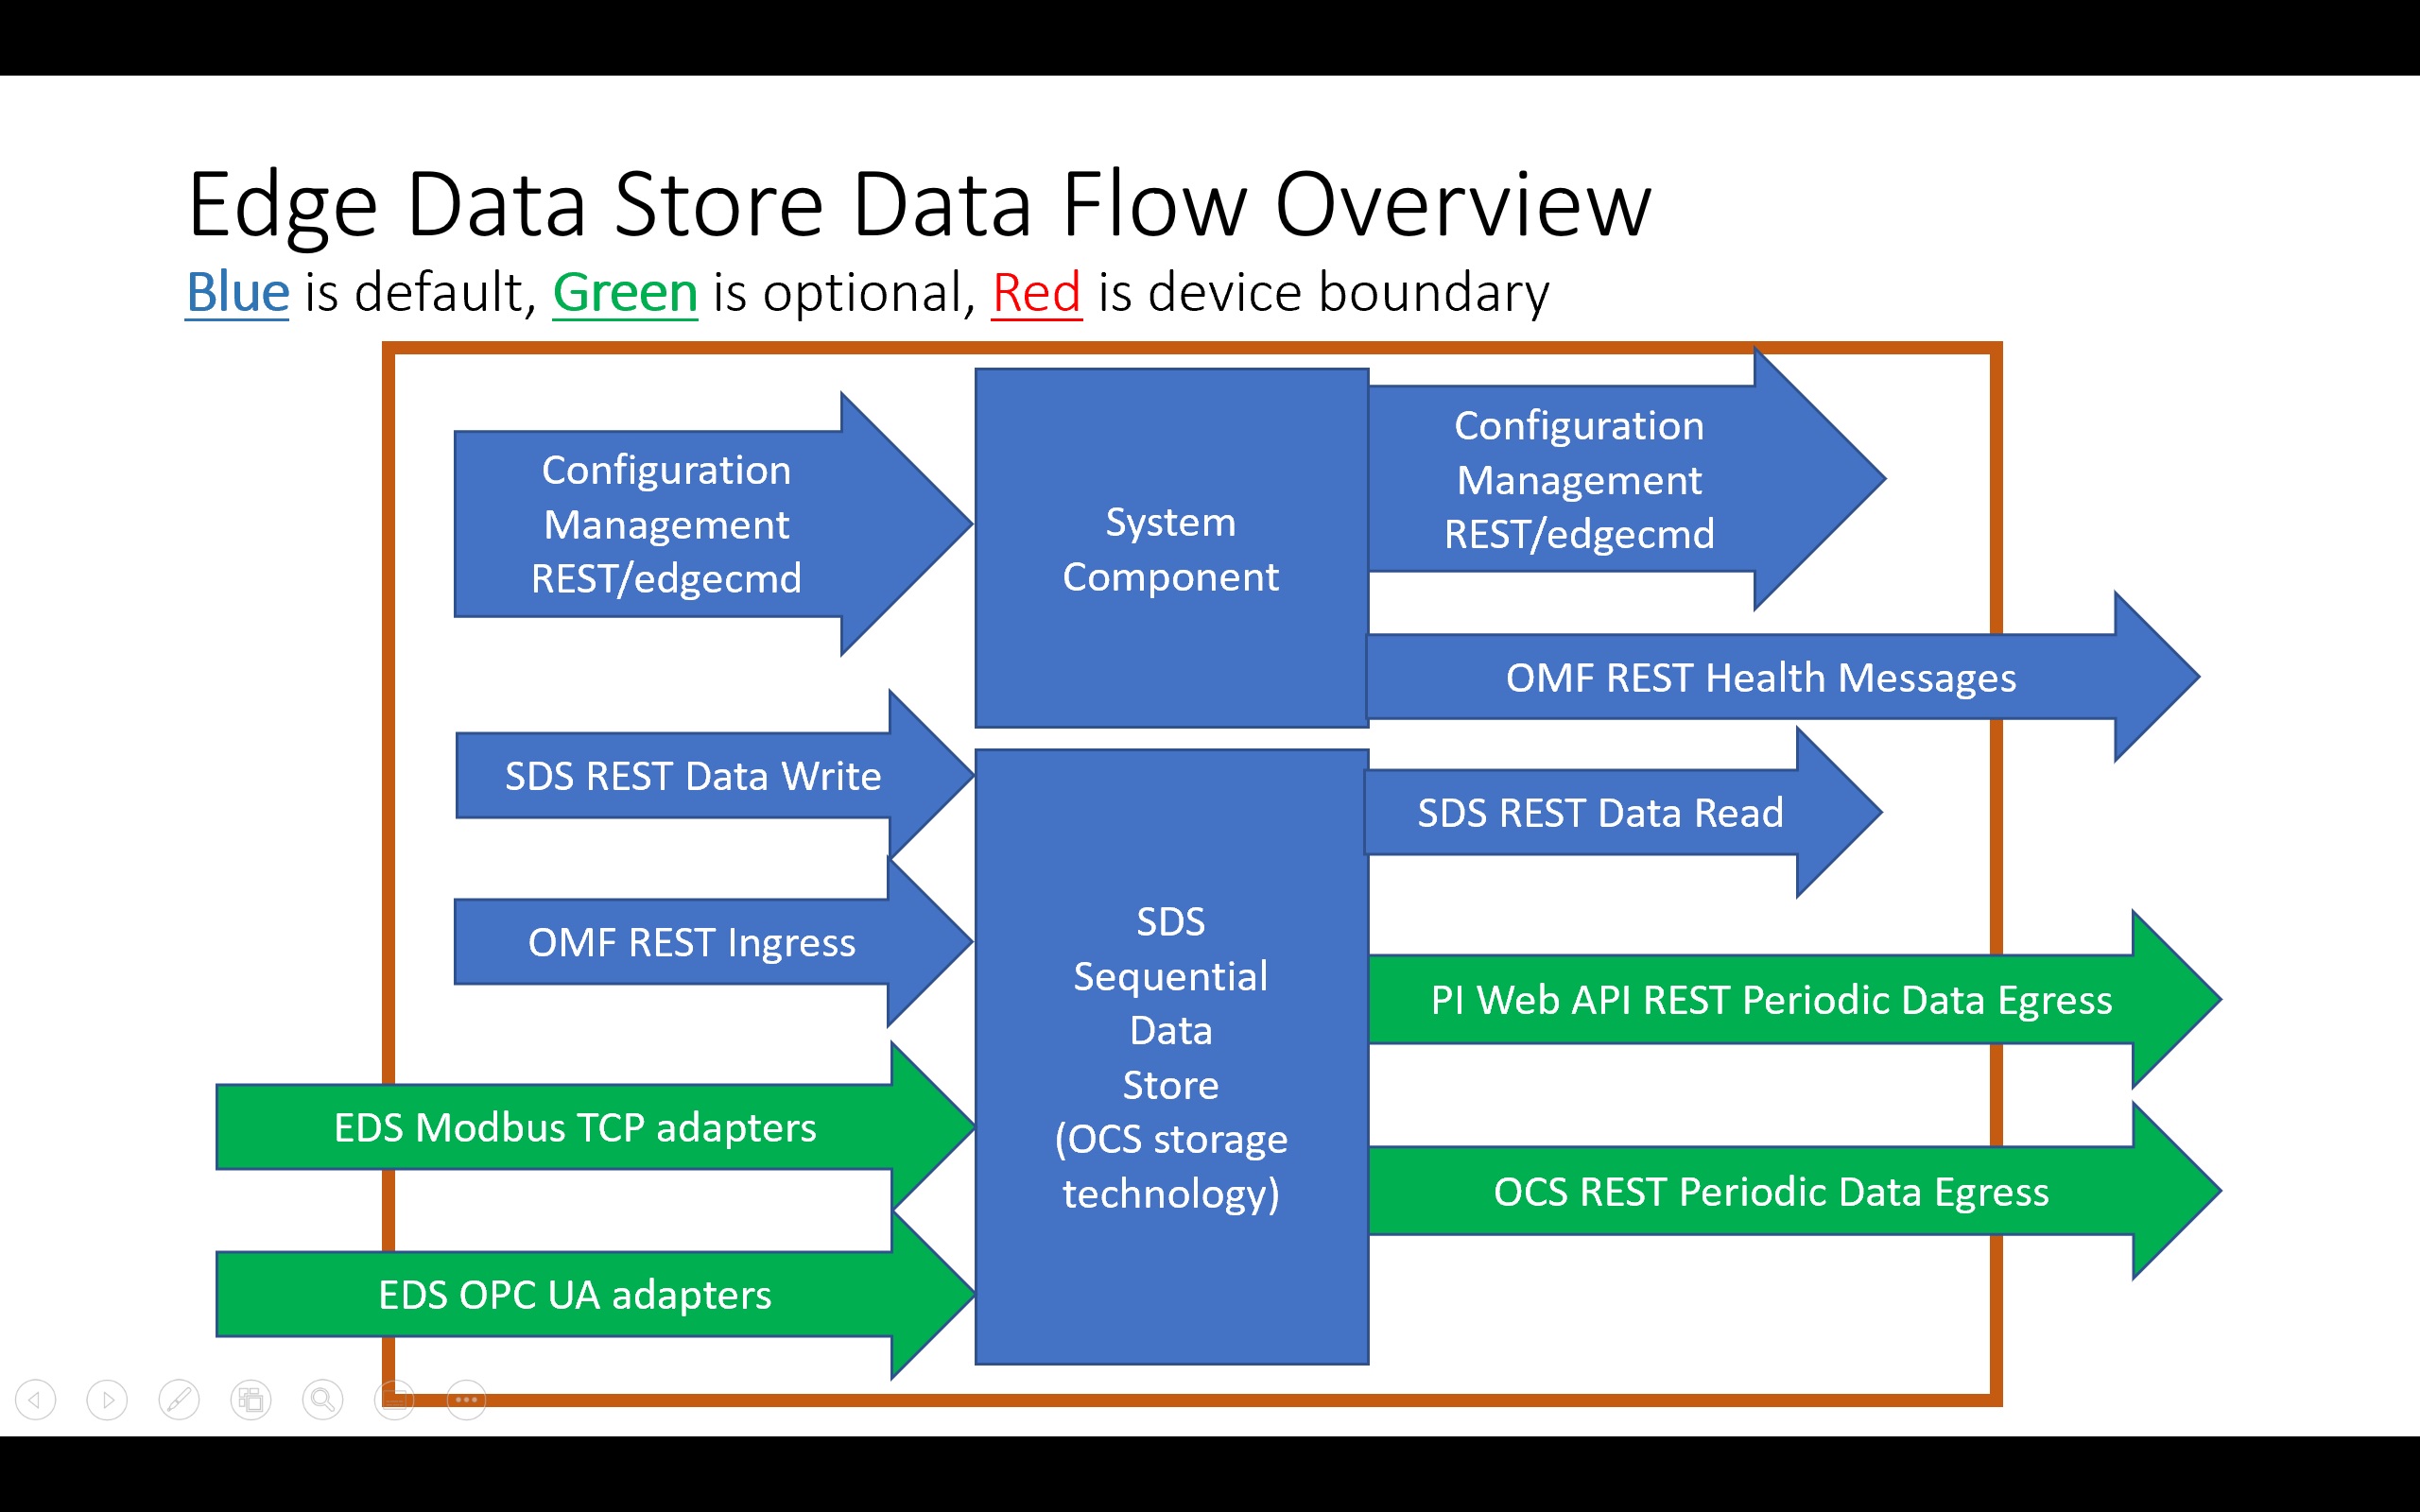 Edge Data Store Data Flow Overview
Blue is default, Green is optional, Red is device boundary
Configuration
Management
REST/edgecmd
System
Component
Configuration
Management
REST/edgecmd
OMF REST Health Messages
SDS REST Data Write
SDS REST Data Read
OMF REST Ingress
SDS
Sequential
Data
Store
(OCS storage
technology)
PI Web API REST Periodic Data Egress
EDS Modbus TCP adapters
OCS REST Periodic Data Egress
EDS OPC UA adapters